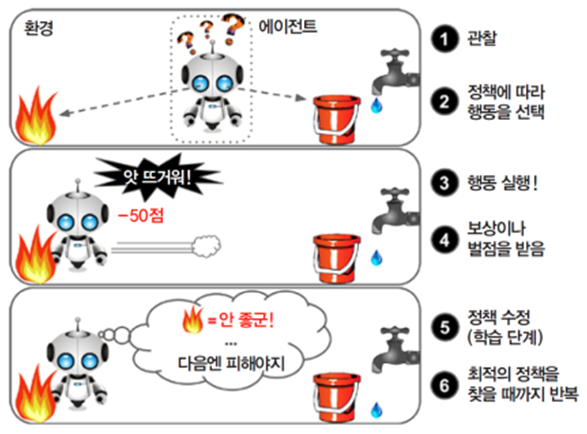 환경
에이전트
? ? ?
1 관찰
2 정책에 따라
행동을 선택
앗 뜨거워!
-50점
3 행동 실행!
4 보상이나
벌점을 받음
= 안 좋군!
...
다음엔 피해야지
5 정책 수정
(학습 단계)
6 최적의 정책을
찾을 때까지 반복